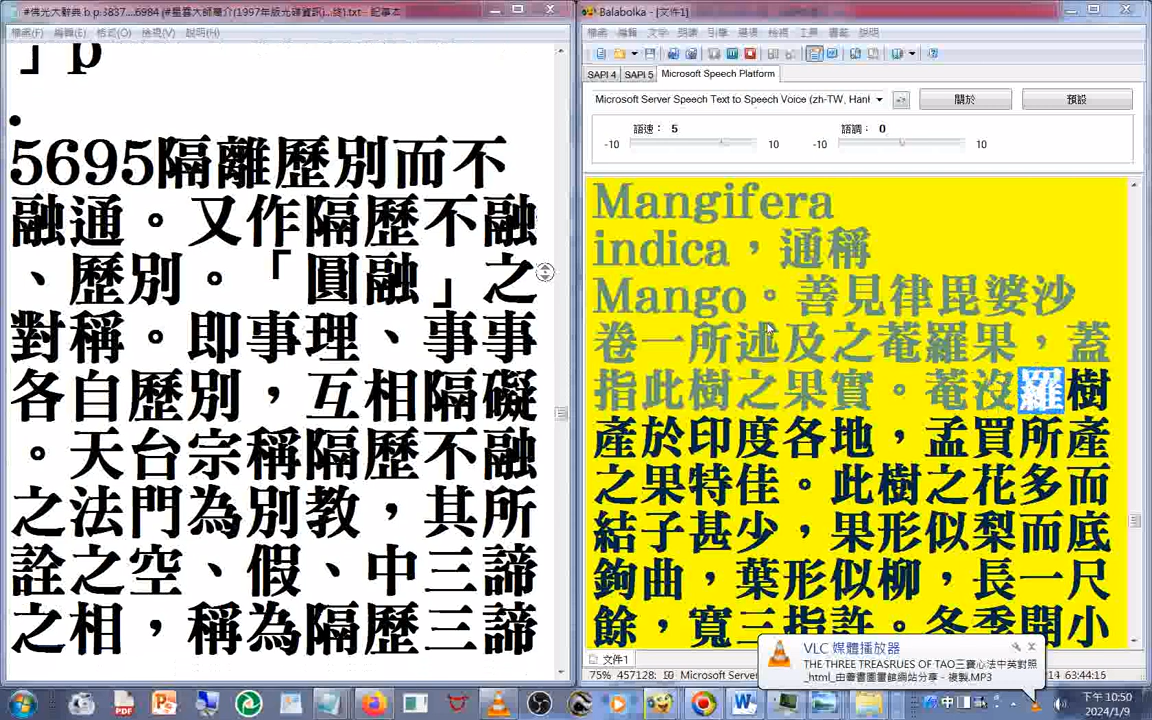 #佛光大辭典 b p.3837....6984 (#星雲大師簡介(1997年版光碟資訊)...終).txt - 記事本
檔案(F) 編輯(E) 格式(O) 檢視(V) 說明(H)
」p
.
5695隔離歷別而不
融通。又作隔歷不融
、歷別。「圓融」之
對稱。即事理、事事
各自歷別，互相隔礙
。天台宗稱隔歷不融
之法門為別教，其所
詮之空、假、中三諦
之相，稱為隔歷三諦
Balabolka - [文件1]
SAPI 4 SAPI 5 Microsoft Speech Platform
Microsoft Server Speech Text to Speech Voice (zh-TW, Hanl
關於 預設
語速： 5 語調： 0
-10 10 -10 10
Mangifera
indica，通稱
Mango。善見律毘婆沙
卷一所述及之菴羅果，蓋
指此樹之果實。菴沒羅樹
產於印度各地，孟買所產
之果特佳。此樹之花多而
結子甚少，果形似梨而底
鉤曲，葉形似柳，長一尺
餘，寬三指許。冬季開小
文件1
75% 457128: Microsoft Server Speech
63:44:15
VLC 媒體播放器
THE THREE TREASRUES OF TAO三寶心法中英對照
_html_由善書圖書館網站分享 - 複製.MP3
下午 10:50
2024/1/9